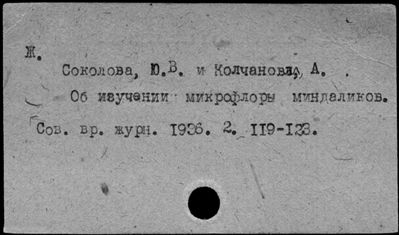 Ж.
Соколова, Ю.В. и Колчанова, А.
Об изучении микрофлоры миндаликов.
Сов. вр. журн. 1936. 2. 119-123.